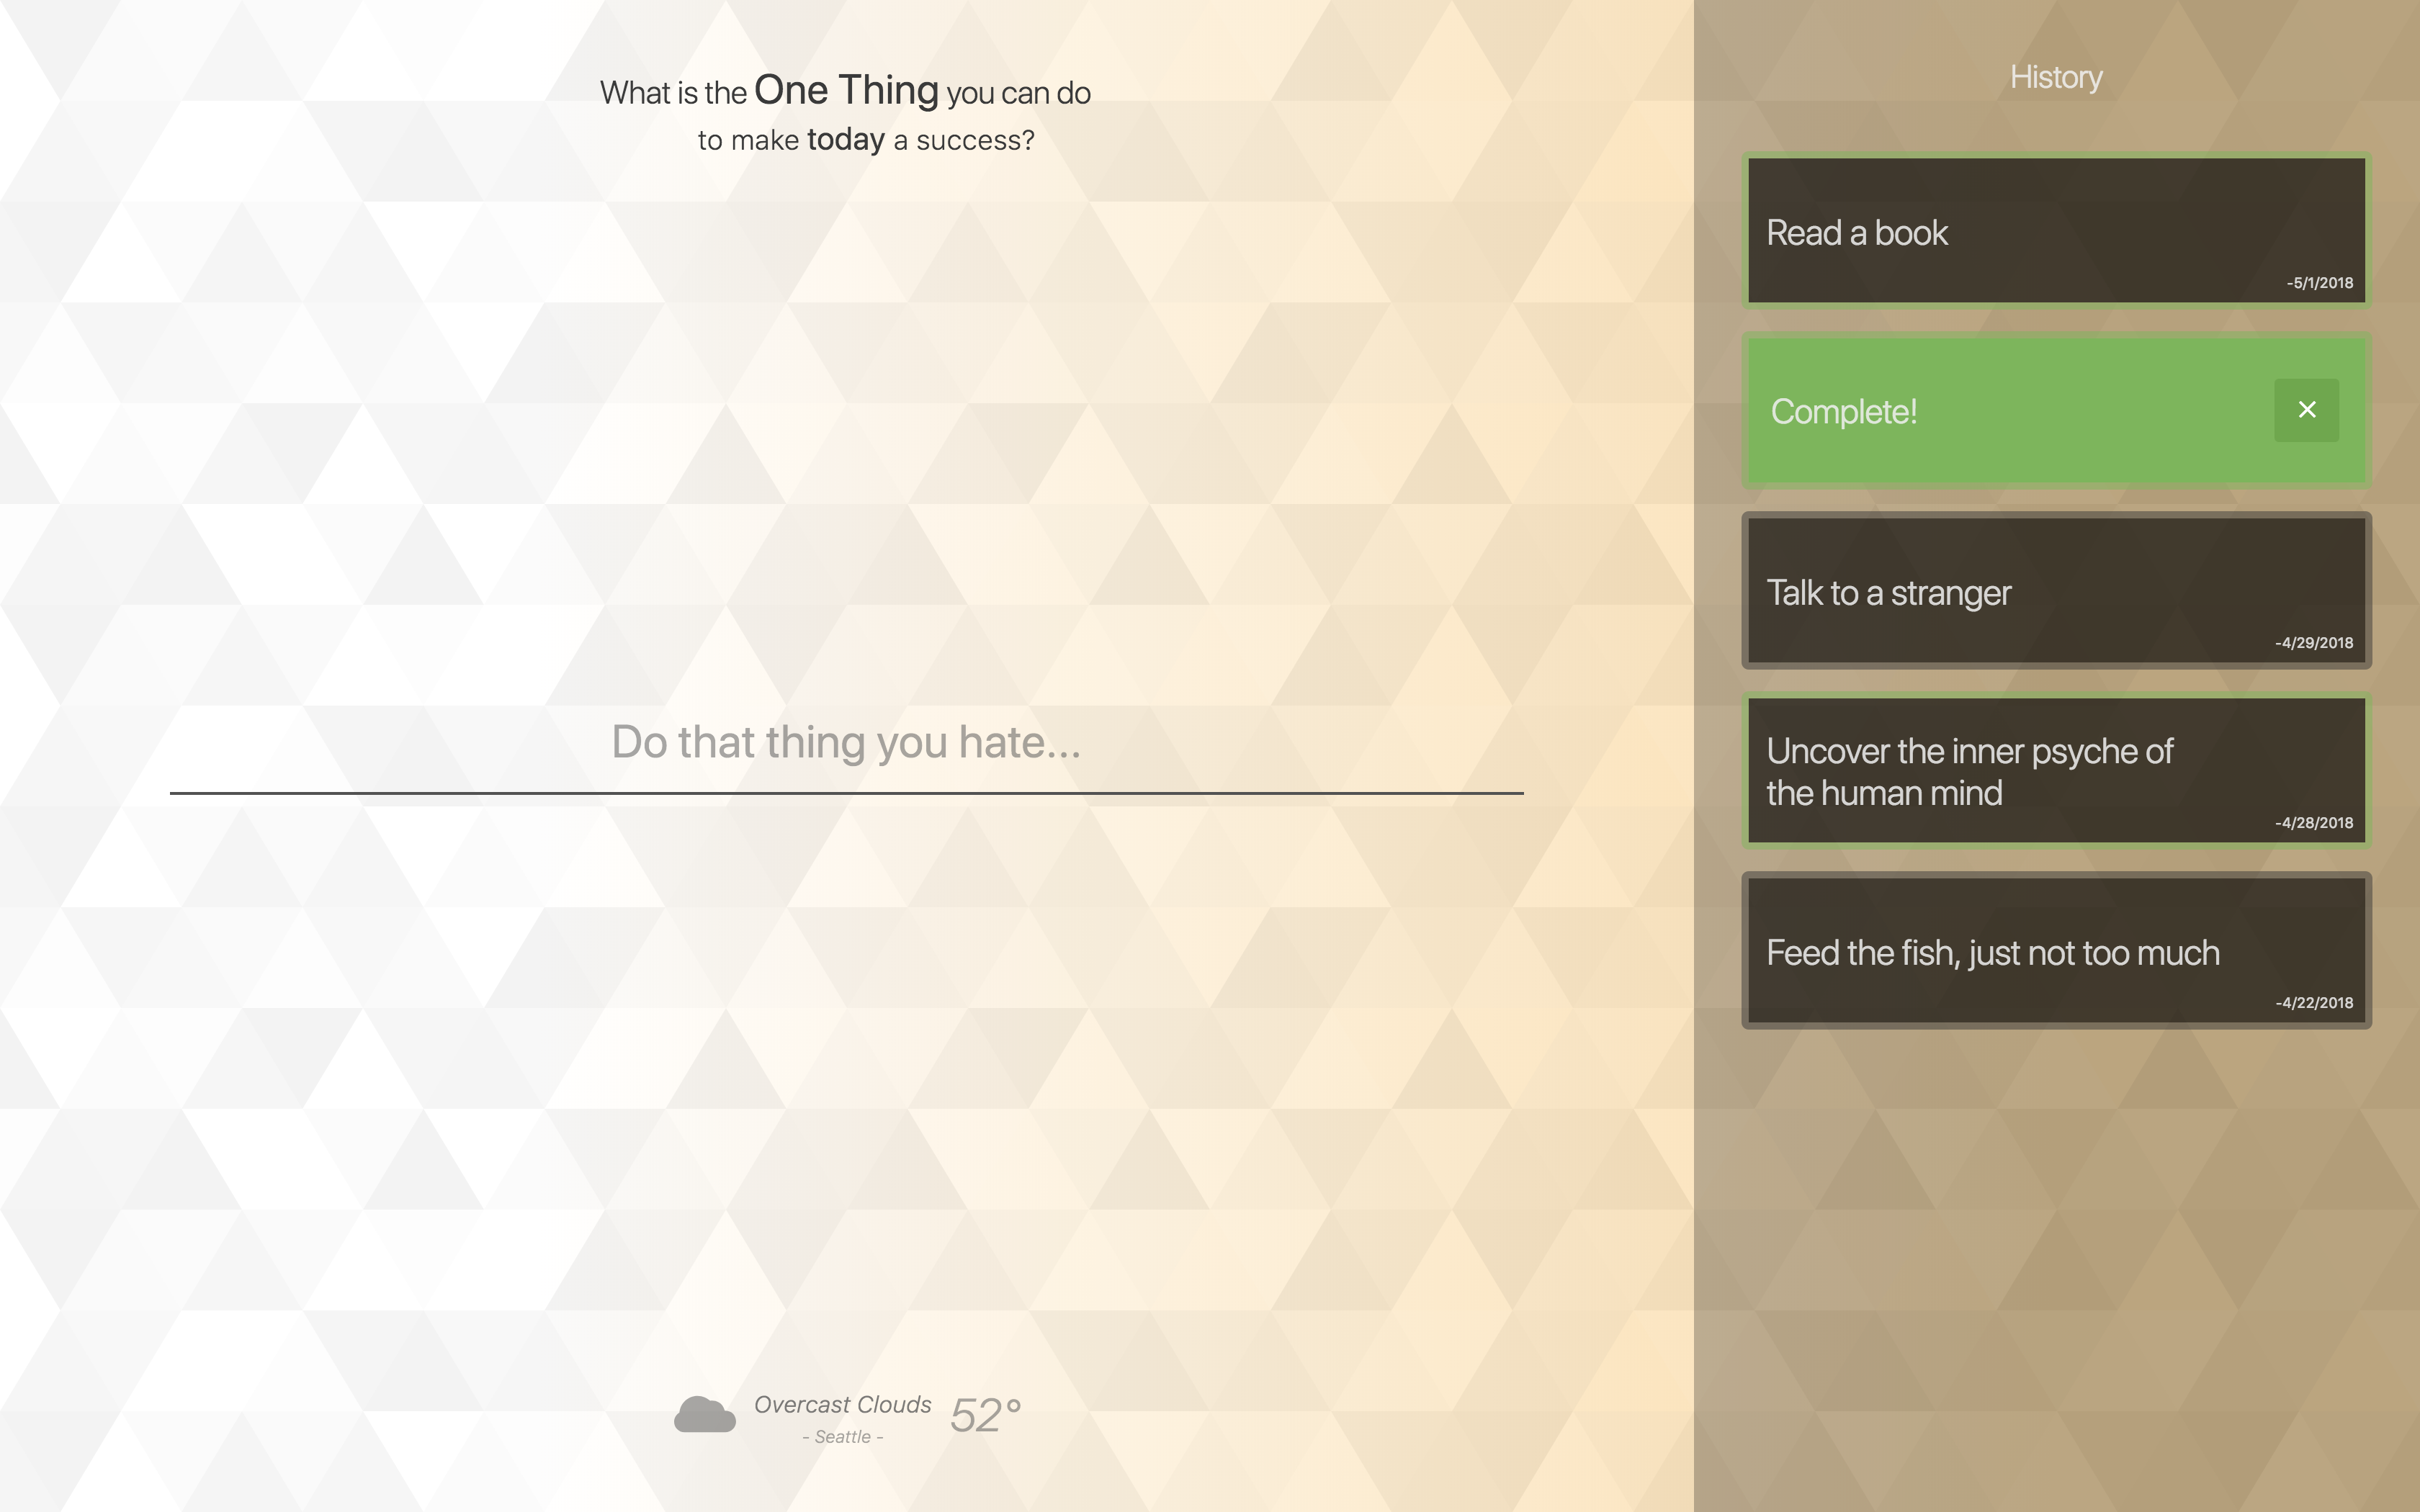 What is the One Thing you can do
to make today a success?
Do that thing you hate...
Overcast Clouds
- Seattle -
52°
History
Read a book
-5/1/2018
Complete!
×
Talk to a stranger
-4/29/2018
Uncover the inner psyche of
the human mind
-4/28/2018
Feed the fish, just not too much
-4/22/2018